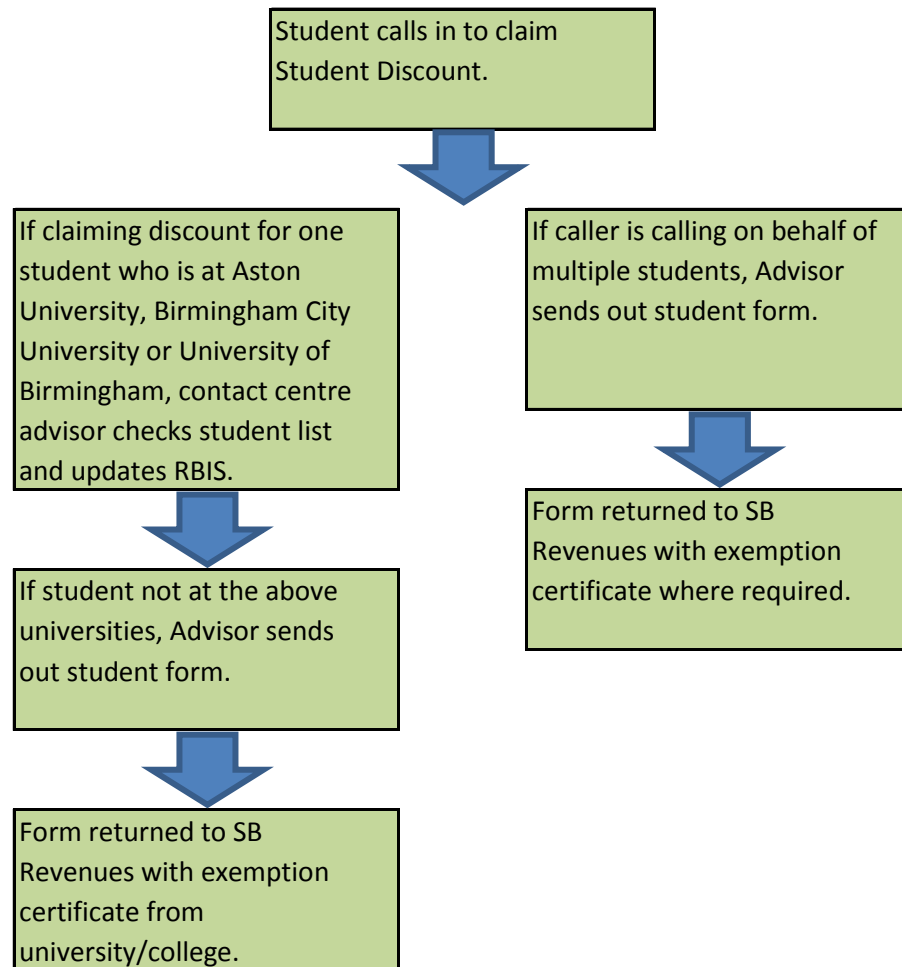 Student calls in to claim
Student Discount.
If claiming discount for one
student who is at Aston
University, Birmingham City
University or University of
Birmingham, contact centre
advisor checks student list
and updates RBIS.
If student not at the above
universities, Advisor sends
out student form.
Form returned to SB
Revenues with exemption
certificate from
university/college.
If caller is calling on behalf of
multiple students, Advisor
sends out student form.
Form returned to SB
Revenues with exemption
certificate where required.